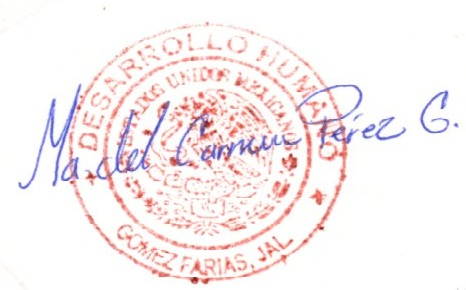 DESARROLLO HUMANO
ESTADOS UNIDOS MEXICANOS
Ma. del Carmen Pérez G.
GOMEZ FARIAS, JAL.